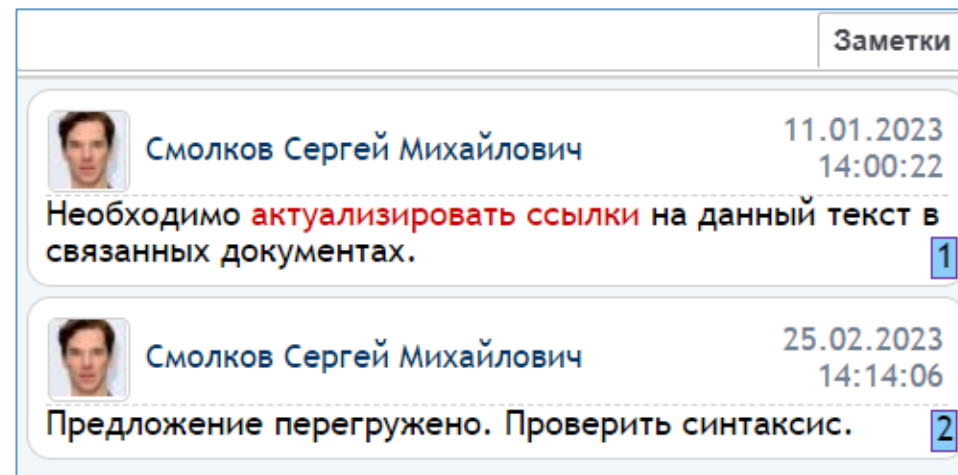 Заметки
Смолков Сергей Михайлович
11.01.2023
14:00:22
Необходимо актуализировать ссылки на данный текст в
связанных документах.
1
Смолков Сергей Михайлович
25.02.2023
14:14:06
Предложение перегружено. Проверить синтаксис.
2